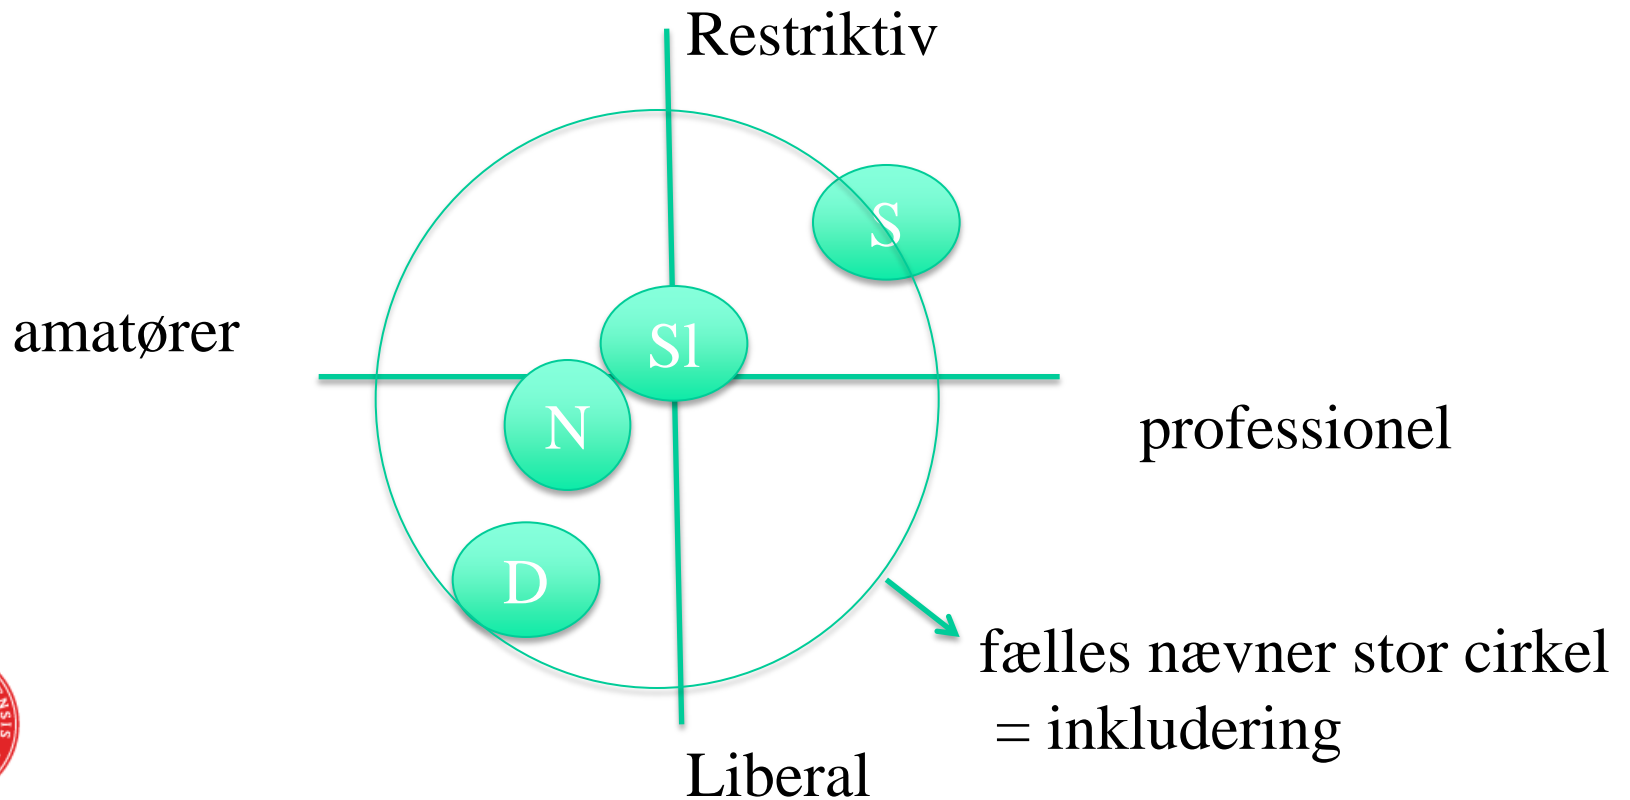 Restriktiv
S
amatører
Sl
N
professionel
D
fælles nævner stor cirkel
= inkludering
Liberal